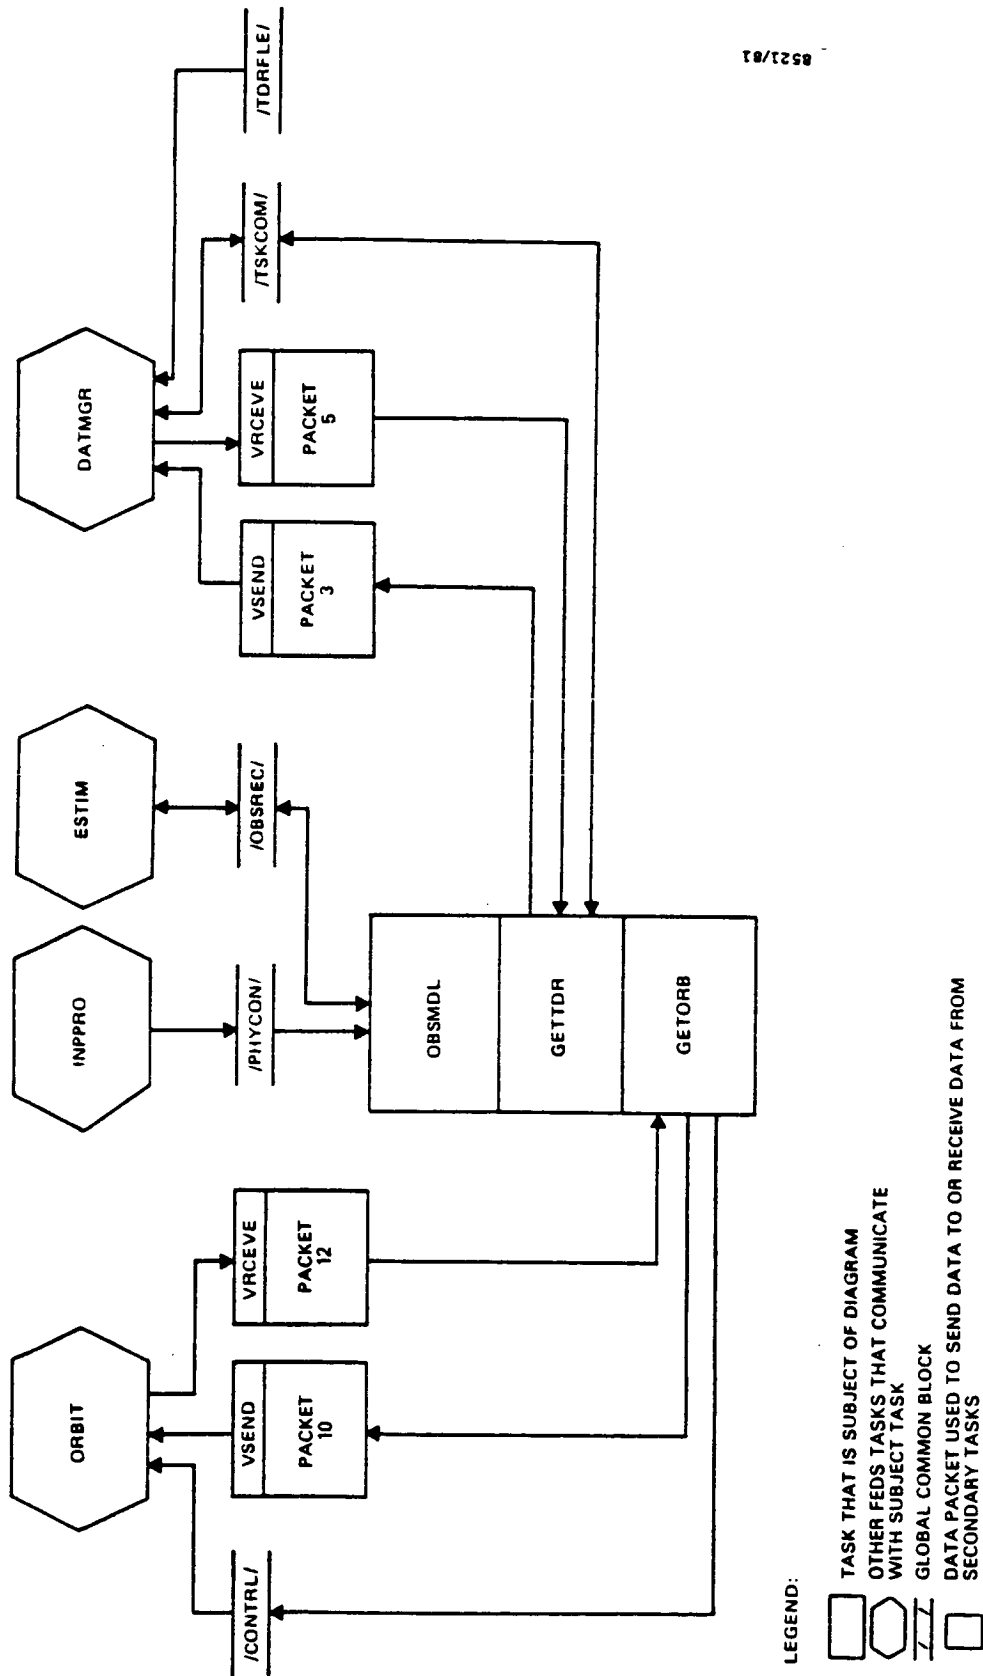 ORBIT
INPPRO
ESTIM
DATMGR
/CONTRL/
VSEND
PACKET
10
VRCEVE
PACKET
12
/PHYCON/
/OBSREC/
VSEND
PACKET
3
VRCEVE
PACKET
5
/TSKCOM/
/TDRFLE/
OBSMDL
GETTDR
GETORB
LEGEND:
TASK THAT IS SUBJECT OF DIAGRAM
OTHER FEDS TASKS THAT COMMUNICATE
WITH SUBJECT TASK
/ /
GLOBAL COMMON BLOCK
DATA PACKET USED TO SEND DATA TO OR RECEIVE DATA FROM
SECONDARY TASKS
8521/81